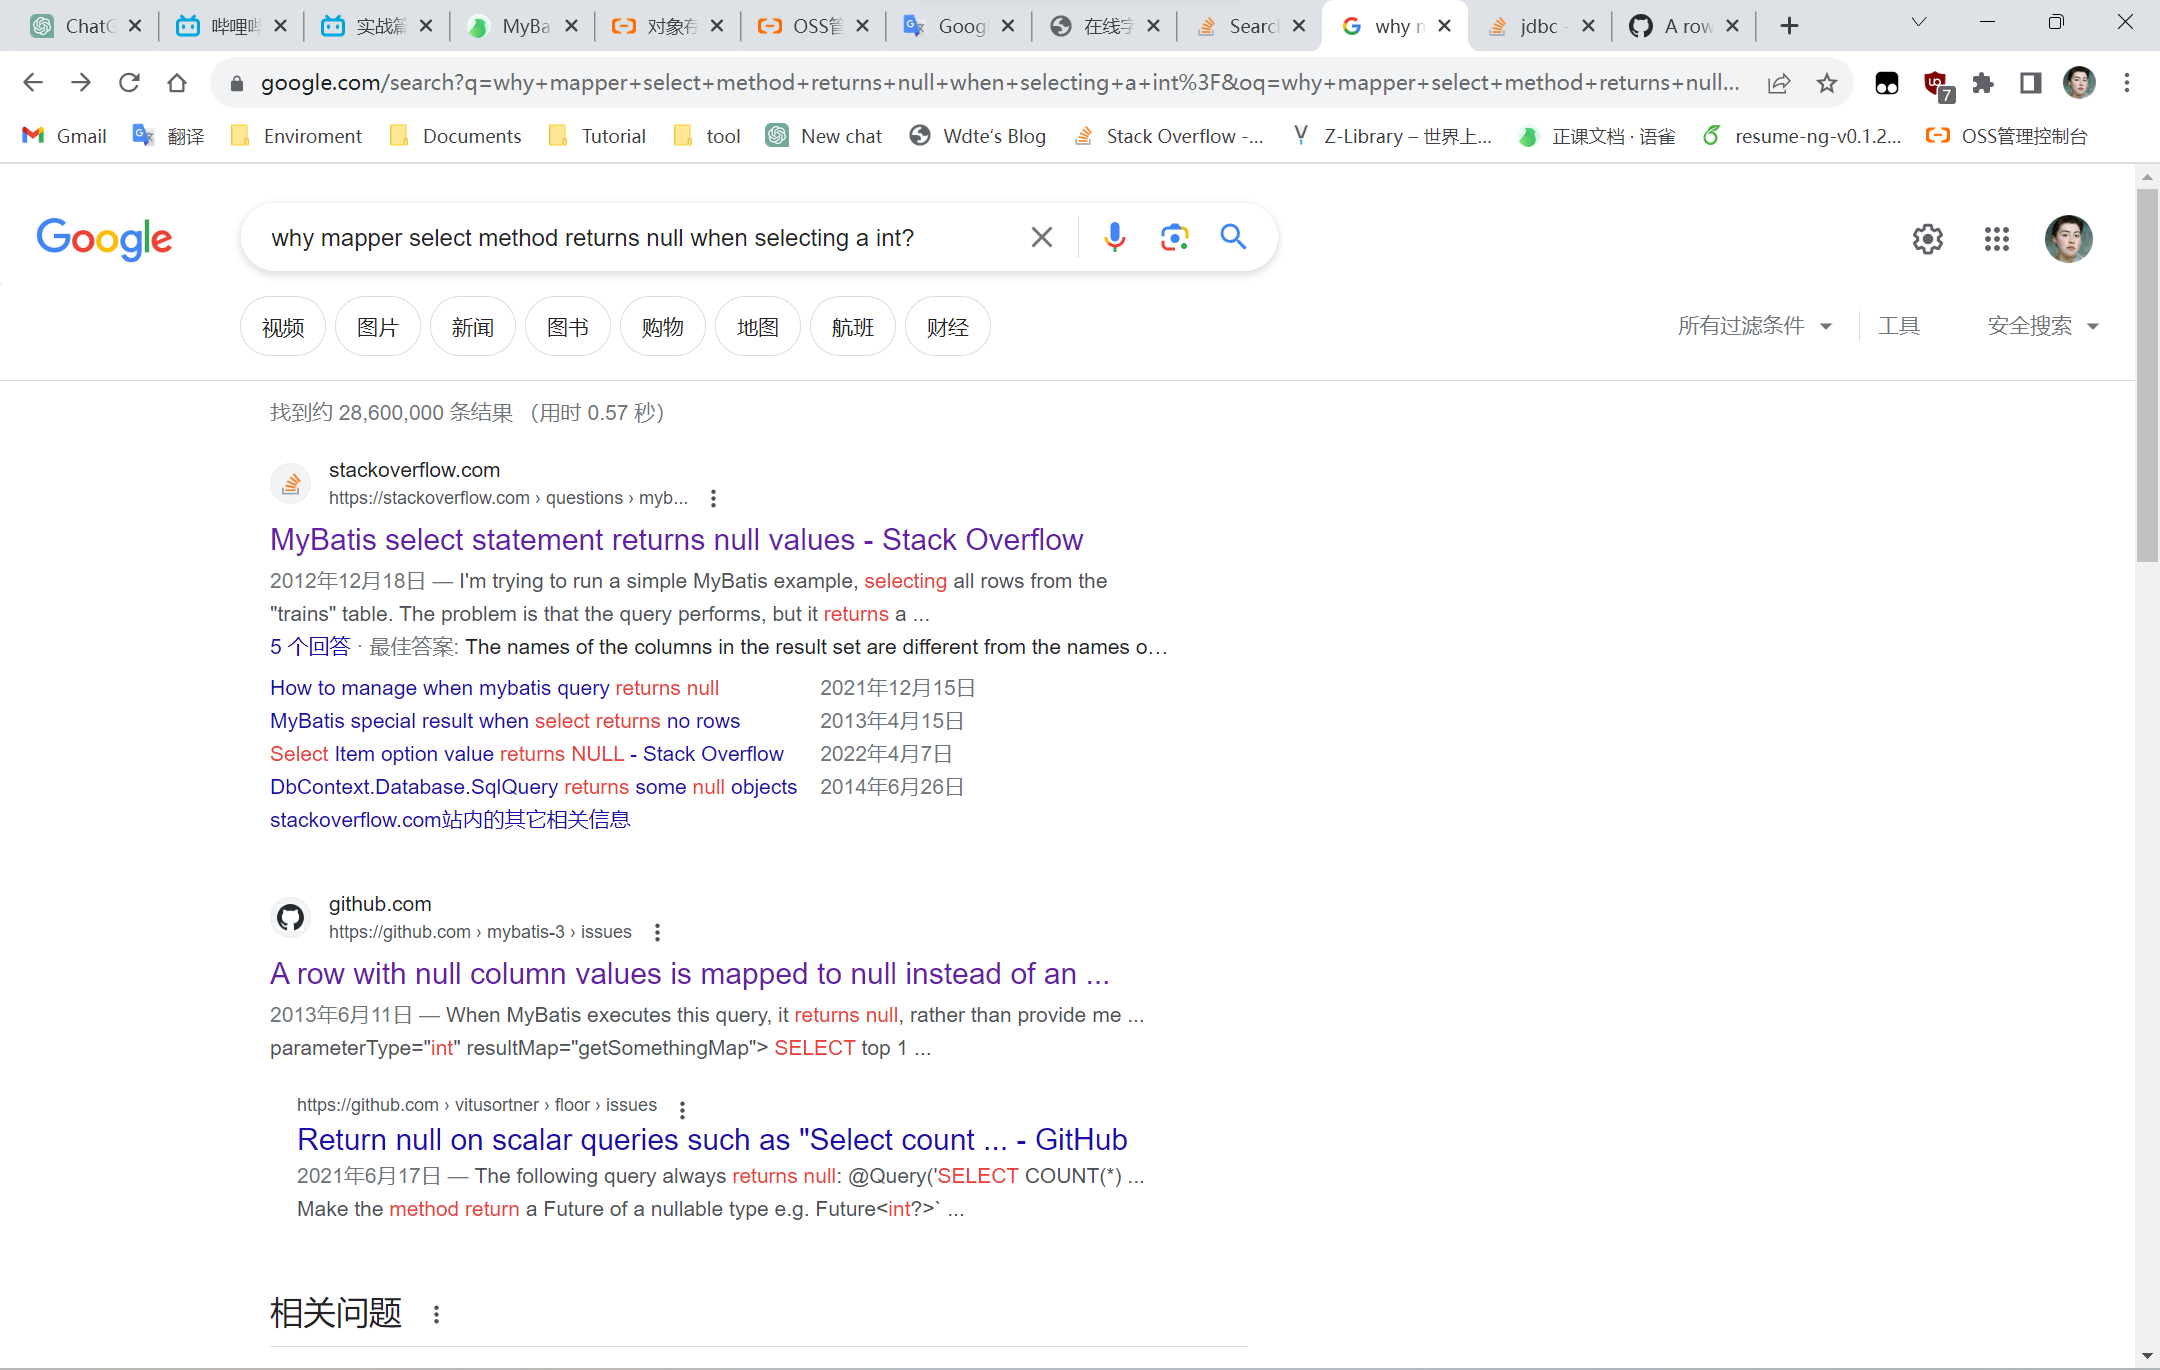 ChatG
哔哩哔
实战篇
MyBa
对象存
OSS管
Goog
在线字
Searc
why m
jdbc -
A row
google.com/search?q=why+mapper+select+method+returns+null+when+selecting+a+int%3F&oq=why+mapper+select+method+returns+null...
7
Gmail
翻译
Enviroment
Documents
Tutorial
tool
New chat
Wdte‘s Blog
Stack Overflow -...
Z-Library – 世界上...
正课文档 · 语雀
resume-ng-v0.1.2...
OSS管理控制台
Google
why mapper select method returns null when selecting a int?
视频
图片
新闻
图书
购物
地图
航班
财经
所有过滤条件
工具
安全搜索
找到约 28,600,000 条结果 （用时 0.57 秒）
stackoverflow.com
https://stackoverflow.com › questions › myb...
MyBatis select statement returns null values - Stack Overflow
2012年12月18日 — I'm trying to run a simple MyBatis example, selecting all rows from the
"trains" table. The problem is that the query performs, but it returns a ...
5 个回答 · 最佳答案: The names of the columns in the result set are different from the names o…
How to manage when mybatis query returns null 2021年12月15日
MyBatis special result when select returns no rows 2013年4月15日
Select Item option value returns NULL - Stack Overflow 2022年4月7日
DbContext.Database.SqlQuery returns some null objects 2014年6月26日
stackoverflow.com站内的其它相关信息
github.com
https://github.com › mybatis-3 › issues
A row with null column values is mapped to null instead of an ...
2013年6月11日 — When MyBatis executes this query, it returns null, rather than provide me ...
parameterType="int" resultMap="getSomethingMap"> SELECT top 1 ...
https://github.com › vitusortner › floor › issues
Return null on scalar queries such as "Select count ... - GitHub
2021年6月17日 — The following query always returns null: @Query('SELECT COUNT(*) ...
Make the method return a Future of a nullable type e.g. Future<int?>` ...
相关问题